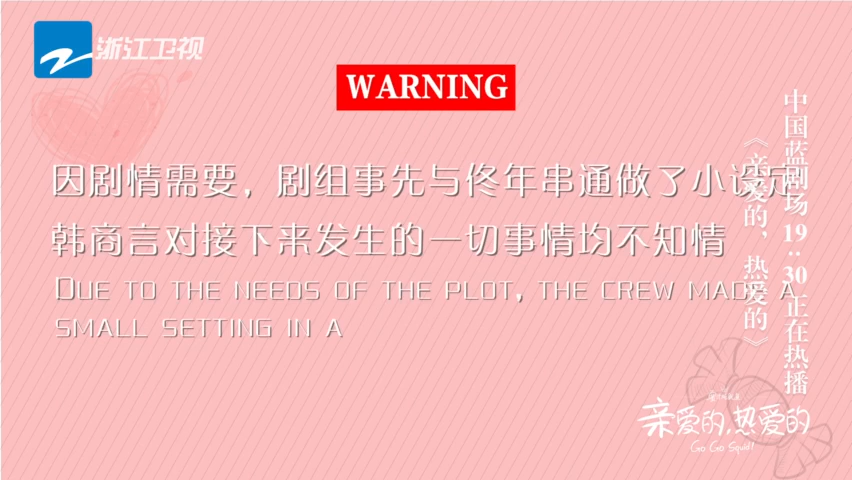 浙江卫视
WARNING
因剧情需要，剧组事先与佟年串通做了小设定
韩商言对接下来发生的一切事情均不知情
DUE TO THE NEEDS OF THE PLOT, THE CREW MADE A
SMALL SETTING IN A
中国蓝剧场19:30正在热播
《亲爱的、热爱的》
亲爱的,热爱的
Go Go Squid!